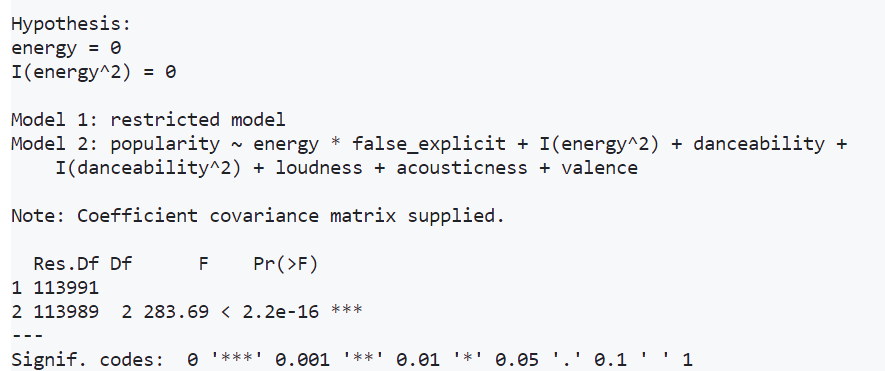 Hypothesis:
energy = 0
I(energy^2) = 0

Model 1: restricted model
Model 2: popularity ~ energy * false_explicit + I(energy^2) + danceability +
    I(danceability^2) + loudness + acousticness + valence

Note: Coefficient covariance matrix supplied.

  Res.Df Df      F    Pr(>F)
1 113991
2 113989  2 283.69 < 2.2e-16 ***
---
Signif. codes:  0 '***' 0.001 '**' 0.01 '*' 0.05 '.' 0.1 ' ' 1